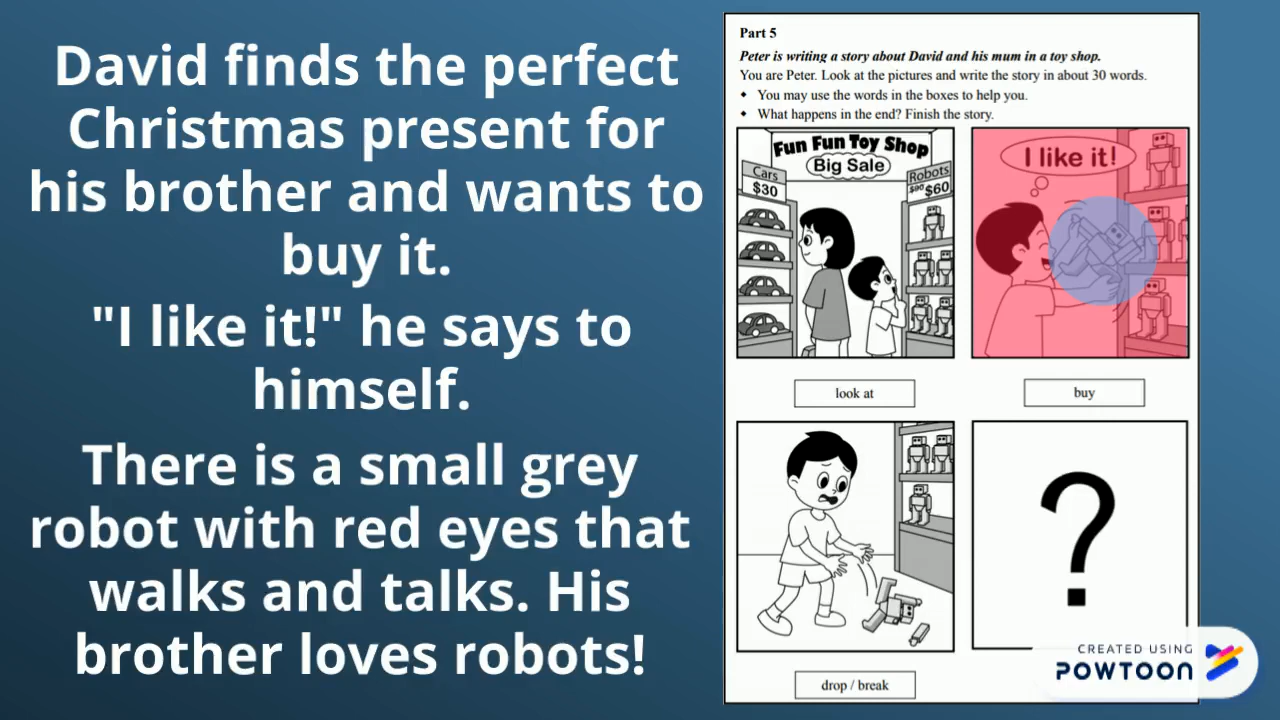 David finds the perfect
Christmas present for
his brother and wants to
buy it.
"I like it!" he says to
himself.
There is a small grey
robot with red eyes that
walks and talks. His
brother loves robots!
Part 5
Peter is writing a story about David and his mum in a toy shop.
You are Peter. Look at the pictures and write the story in about 30 words.
◆ You may use the words in the boxes to help you.
◆ What happens in the end? Finish the story.
Fun Fun Toy Shop
Big Sale
Cars
$30
Robots
$90 $60
look at
I like it!
buy
drop / break
?
CREATED USING
POWTOON